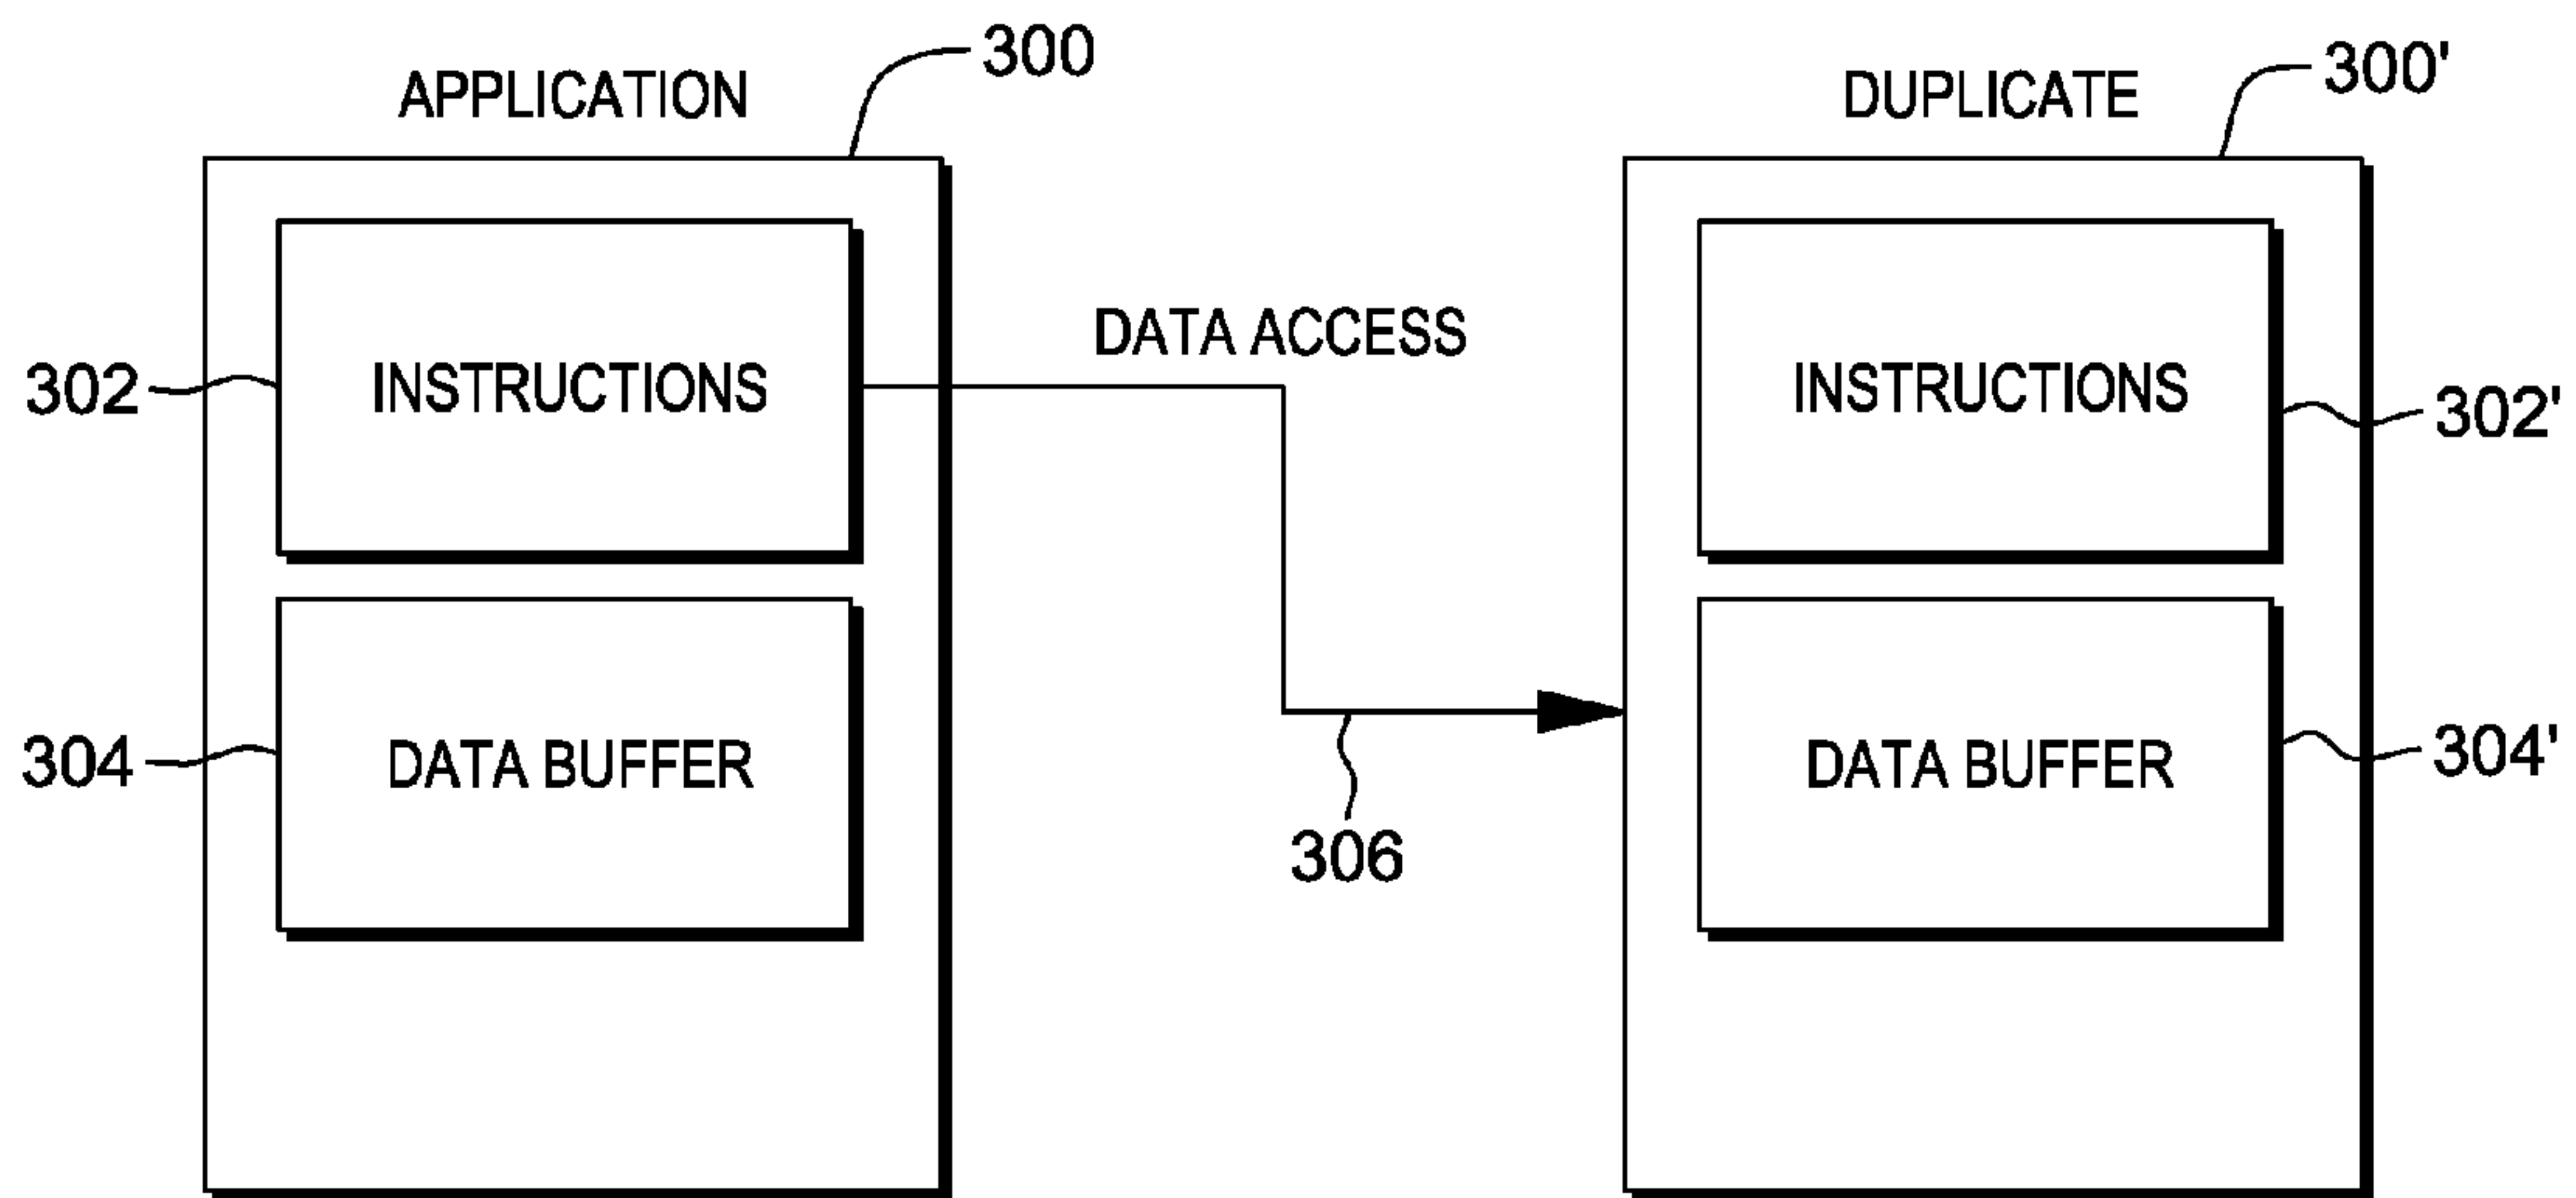 300
APPLICATION
300'
DUPLICATE
DATA ACCESS
302
INSTRUCTIONS
INSTRUCTIONS
302'
304
DATA BUFFER
306
DATA BUFFER
304'